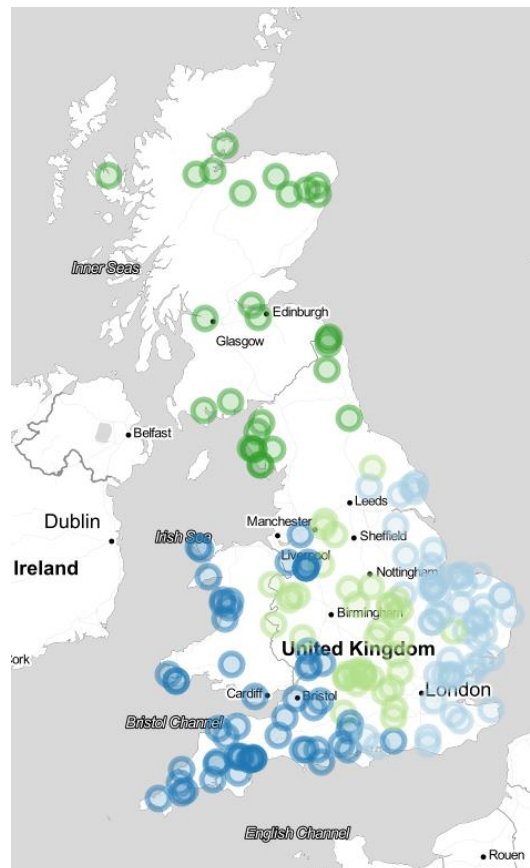 Inner Seas
Edinburgh
Glasgow
Belfast
Leeds
Dublin
Manchester
Irish Sea
Sheffield
Liverpool
Ireland
Nottingham
Birmingham
United Kingdom
Cork
Cardiff
Bristol
London
Bristol Channel
English Channel
Rouen